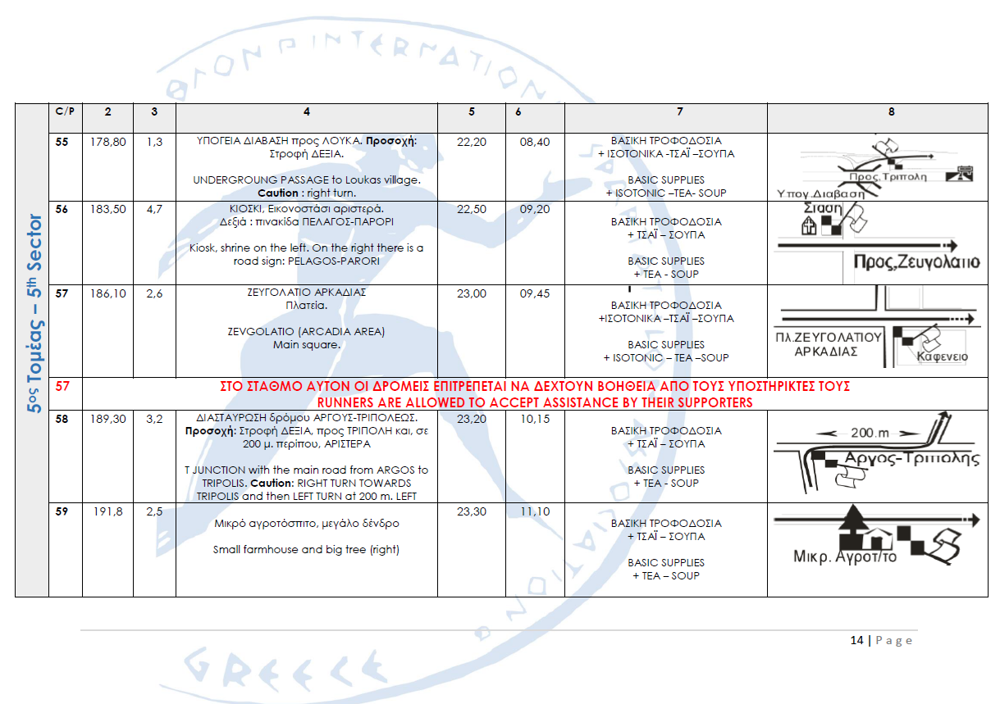 ΘΛΟΝ INTERNATIONAL SPARTATHLON ASSOCIATION
GREECE
5ος Τομέας – 5th Sector
C/P 2 3 4 5 6 7 8
55 178,80 1,3
ΥΠΟΓΕΙΑ ΔΙΑΒΑΣΗ προς ΛΟΥΚΑ. Προσοχή:
Στροφή ΔΕΞΙΑ.
UNDERGROUNG PASSAGE to Loukas village.
Caution : right turn.
22,20 08,40
ΒΑΣΙΚΗ ΤΡΟΦΟΔΟΣΙΑ
+ ΙΣΟΤΟΝΙΚΑ -ΤΣΑΪ –ΣΟΥΠΑ
BASIC SUPPLIES
+ ISOTONIC –TEA- SOUP
Προς,Τριπολη
Υπογ.Διαβαση
56 183,50 4,7
ΚΙΟΣΚΙ, Εικονοστάσι αριστερά.
Δεξιά : πινακίδα ΠΕΛΑΓΟΣ-ΠΑΡΟΡΙ
Kiosk, shrine on the left. On the right there is a
road sign: PELAGOS-PARORI
22,50 09,20
ΒΑΣΙΚΗ ΤΡΟΦΟΔΟΣΙΑ
+ ΤΣΑΪ – ΣΟΥΠΑ
BASIC SUPPLIES
+ TEA - SOUP
Σταση
Προς,Ζευγολατιο
57 186,10 2,6
ΖΕΥΓΟΛΑΤΙΟ ΑΡΚΑΔΙΑΣ
Πλατεία.
ZEVGOLATIO (ARCADIA AREA)
Main square.
23,00 09,45
ΒΑΣΙΚΗ ΤΡΟΦΟΔΟΣΙΑ
+ΙΣΟΤΟΝΙΚΑ –ΤΣΑΪ –ΣΟΥΠΑ
BASIC SUPPLIES
+ ISOTONIC – TEA –SOUP
Πλ.ΖΕΥΓΟΛΑΤΙΟΥ
ΑΡΚΑΔΙΑΣ
Καφενειο
57 ΣΤΟ ΣΤΑΘΜΟ ΑΥΤΟΝ ΟΙ ΔΡΟΜΕΙΣ ΕΠΙΤΡΕΠΕΤΑΙ ΝΑ ΔΕΧΤΟΥΝ ΒΟΗΘΕΙΑ ΑΠΟ ΤΟΥΣ ΥΠΟΣΤΗΡΙΚΤΕΣ ΤΟΥΣ
RUNNERS ARE ALLOWED TO ACCEPT ASSISTANCE BY THEIR SUPPORTERS
58 189,30 3,2
ΔΙΑΣΤΑΥΡΩΣΗ δρόμου ΑΡΓΟΥΣ-ΤΡΙΠΟΛΕΩΣ.
Προσοχή: Στροφή ΔΕΞΙΑ, προς ΤΡΙΠΟΛΗ και, σε
200 μ. περίπου, ΑΡΙΣΤΕΡΑ
T JUNCTION with the main road from ARGOS to
TRIPOLIS. Caution: RIGHT TURN TOWARDS
TRIPOLIS and then LEFT TURN at 200 m. LEFT
23,20 10,15
ΒΑΣΙΚΗ ΤΡΟΦΟΔΟΣΙΑ
+ ΤΣΑΪ – ΣΟΥΠΑ
BASIC SUPPLIES
+ TEA - SOUP
200.m
Αργος-Τριπολης
59 191,8 2,5
Μικρό αγροτόσπιτο, μεγάλο δένδρο
Small farmhouse and big tree (right)
23,30 11,10
ΒΑΣΙΚΗ ΤΡΟΦΟΔΟΣΙΑ
+ ΤΣΑΪ – ΣΟΥΠΑ
BASIC SUPPLIES
+ TEA – SOUP
Μικρ. Αγροτ/το
14 | Page